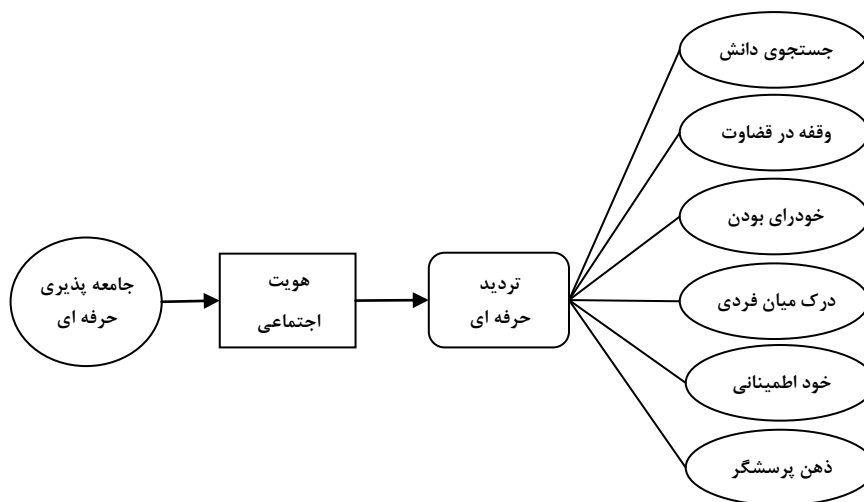 جستجوی دانش
وقفه در قضاوت
خودرای بودن
جامعه پذیری
حرفه ای
هویت
اجتماعی
تردید
حرفه ای
درک میان فردی
خود اطمینانی
ذهن پرسشگر